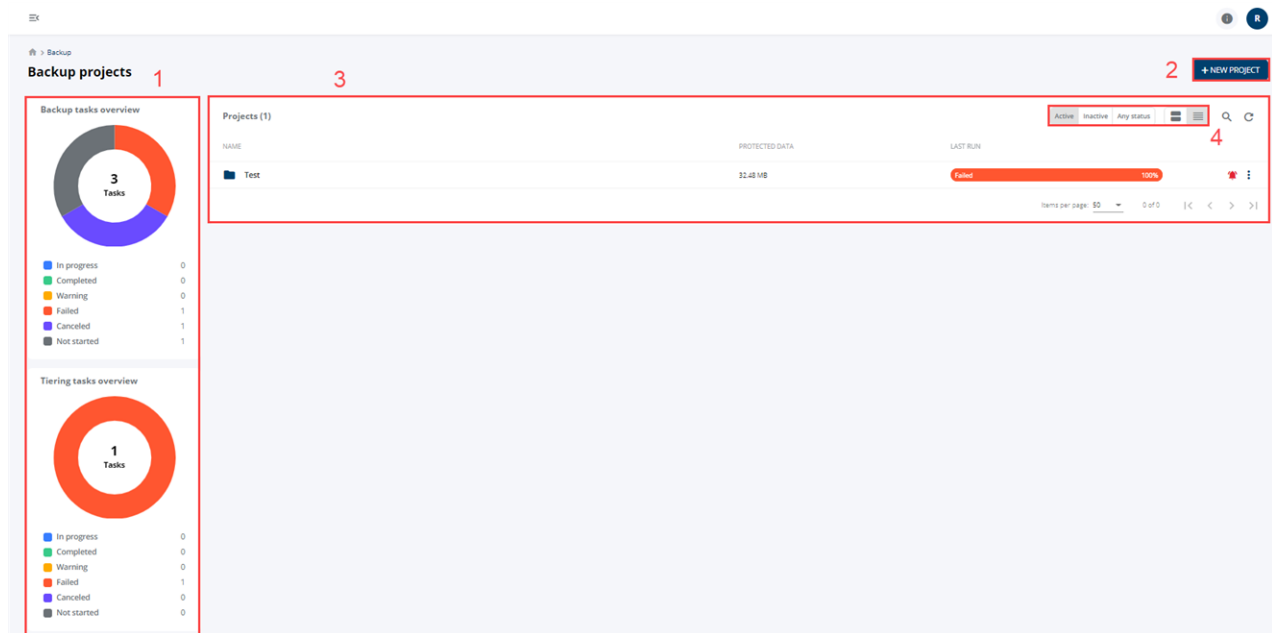 R
> Backup
Backup projects
1
3
2
+ NEW PROJECT
Backup tasks overview
3
Tasks
In progress 0
Completed 0
Warning 0
Failed 1
Canceled 1
Not started 1
Tiering tasks overview
1
Tasks
In progress 0
Completed 0
Warning 0
Failed 1
Canceled 0
Not started 0
Projects (1)
Active Inactive Any status
4
NAME PROTECTED DATA LAST RUN
Test 32.48 MB Failed 100%
Items per page: 50 0 of 0